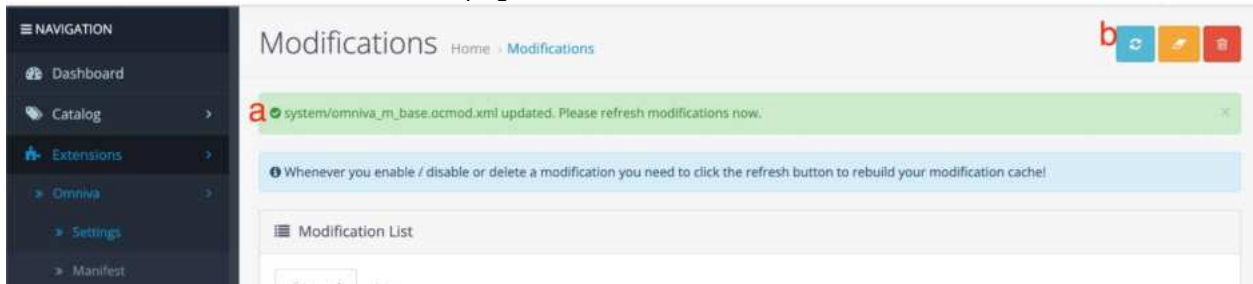 NAVIGATION
Dashboard
Catalog
Extensions
Omniva
Settings
Manifest
Modifications Home › Modifications
b
a system/omniva_m_base.ocmod.xml updated. Please refresh modifications now. ×
Whenever you enable / disable or delete a modification you need to click the refresh button to rebuild your modification cache!
Modification List